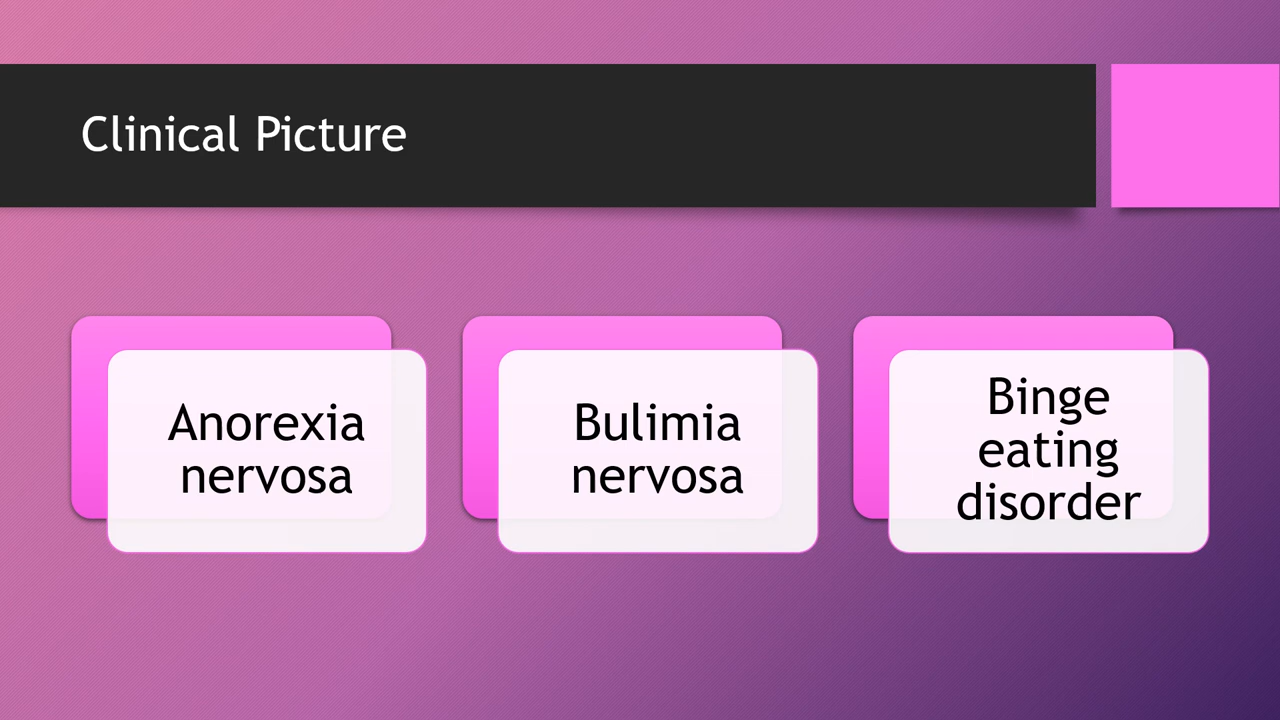 Clinical Picture
Anorexia
nervosa
Bulimia
nervosa
Binge
eating
disorder